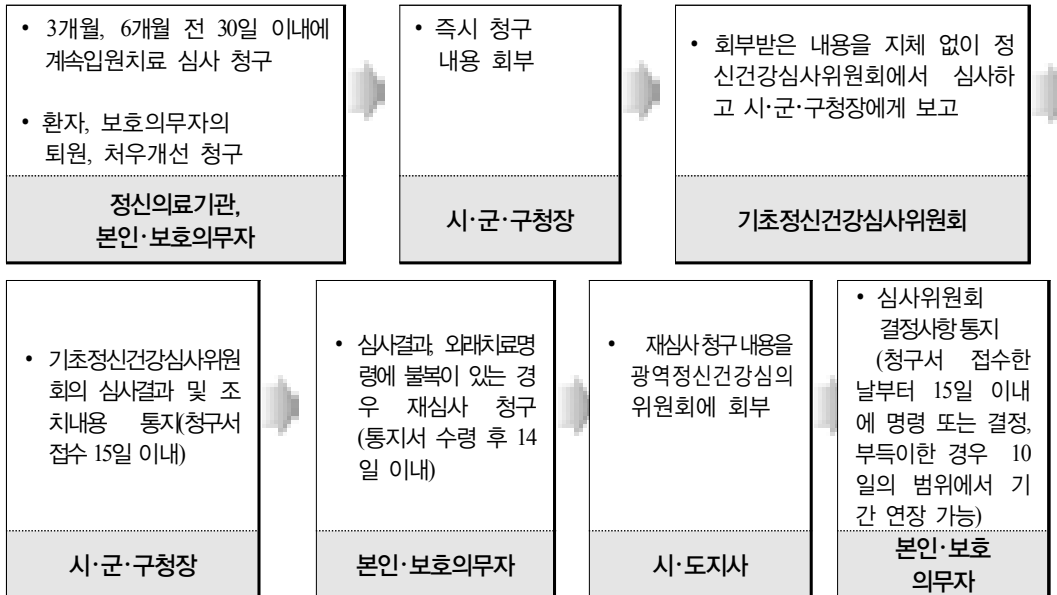 • 3개월, 6개월 전 30일 이내에
계속입원치료 심사 청구
• 환자, 보호의무자의
퇴원, 처우개선 청구
정신의료기관,
본인·보호의무자
• 즉시 청구
내용 회부
시·군·구청장
• 회부받은 내용을 지체 없이 정
신건강심사위원회에서 심사하
고 시·군·구청장에게 보고
기초정신건강심사위원회
• 기초정신건강심사위원
회의 심사결과 및 조
치내용 통지(청구서
접수 15일 이내)
시·군·구청장
• 심사결과, 외래치료명
령에 불복이 있는 경
우 재심사 청구
(통지서 수령 후 14
일 이내)
본인·보호의무자
• 재심사 청구 내용을
광역정신건강심의
위원회에 회부
시·도지사
• 심사위원회
결정사항 통지
(청구서 접수한
날부터 15일 이내
에 명령 또는 결정,
부득이한 경우 10
일의 범위에서 기
간 연장 가능)
본인·보호
의무자